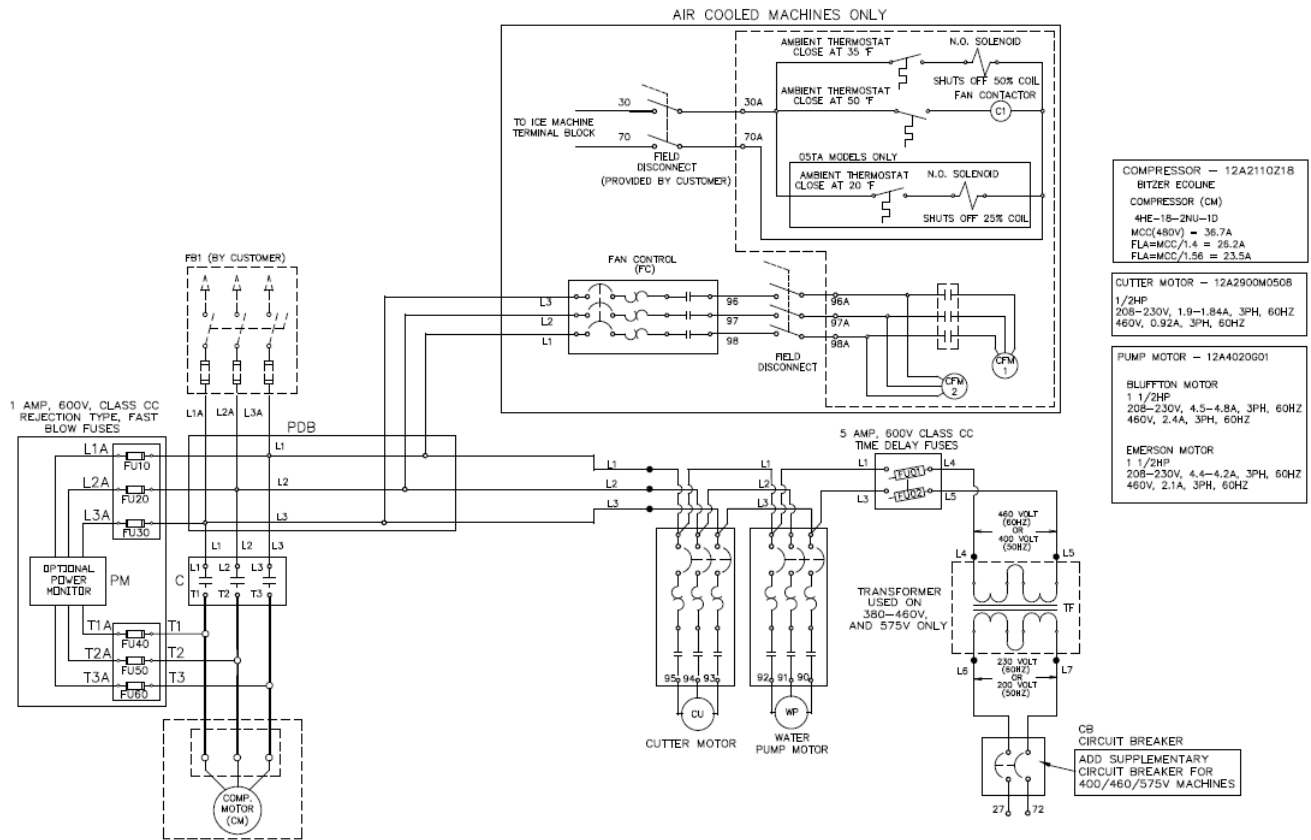 AIR COOLED MACHINES ONLY
AMBIENT THERMOSTAT
CLOSE AT 35 °F
N.O. SOLENOID
SHUTS OFF 50% COIL
AMBIENT THERMOSTAT
CLOSE AT 50 °F
FAN CONTACTOR
C1
30
30A
TO ICE MACHINE
TERMINAL BLOCK
70
70A
FIELD
DISCONNECT
(PROVIDED BY CUSTOMER)
05TA MODELS ONLY
AMBIENT THERMOSTAT
CLOSE AT 20 °F
N.O. SOLENOID
SHUTS OFF 25% COIL
COMPRESSOR – 12A2110Z18
BITZER ECOLINE
COMPRESSOR (CM)
4HE-18-2NU-1D
MCC(480V) = 36.7A
FLA=MCC/1.4 = 26.2A
FLA=MCC/1.56 = 23.5A
CUTTER MOTOR – 12A2900M0508
1/2HP
208-230V, 1.9-1.84A, 3PH, 60HZ
460V, 0.92A, 3PH, 60HZ
PUMP MOTOR – 12A4020G01
BLUFFTON MOTOR
1 1/2HP
208-230V, 4.5-4.8A, 3PH, 60HZ
460V, 2.4A, 3PH, 60HZ
EMERSON MOTOR
1 1/2HP
208-230V, 4.4-4.2A, 3PH, 60HZ
460V, 2.1A, 3PH, 60HZ
FB1 (BY CUSTOMER)
FAN CONTROL
(FC)
L3
L2
L1
96
97
98
96A
97A
98A
FIELD
DISCONNECT
CFM
1
CFM
2
1 AMP, 600V, CLASS CC
REJECTION TYPE, FAST
BLOW FUSES
L1A
L2A
L3A
PDB
L1A
FU10
L2A
FU20
L3A
FU30
L1
L2
L3
L1
L2
L3
L1
L2
L3
T1
T2
T3
C
OPTIONAL
POWER
MONITOR
PM
T1A
T1
FU40
T2A
T2
FU50
T3A
T3
FU60
COMP.
MOTOR
(CM)
L1
L2
L3
L1
L2
L3
95
94
93
CU
CUTTER MOTOR
92
91
90
WP
WATER
PUMP MOTOR
5 AMP, 600V CLASS CC
TIME DELAY FUSES
L1
FU01
L4
L3
FU02
L5
460 VOLT
(60HZ)
OR
400 VOLT
(50HZ)
L4
L5
TRANSFORMER
USED ON
380-460V,
AND 575V ONLY
TF
L6
L7
230 VOLT
(60HZ)
OR
200 VOLT
(50HZ)
CB
CIRCUIT BREAKER
ADD SUPPLEMENTARY
CIRCUIT BREAKER FOR
400/460/575V MACHINES
27
72